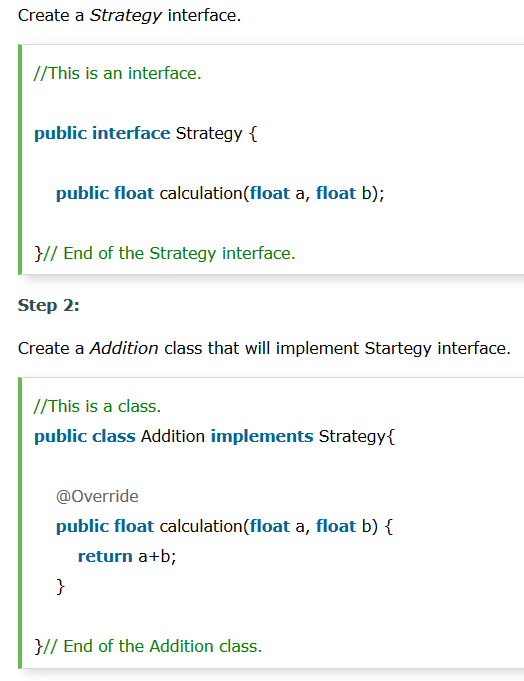 Create a Strategy interface.
//This is an interface.
public interface Strategy {
public float calculation(float a, float b);
}// End of the Strategy interface.
Step 2:
Create a Addition class that will implement Startegy interface.
//This is a class.
public class Addition implements Strategy{
@Override
public float calculation(float a, float b) {
return a+b;
}
}// End of the Addition class.